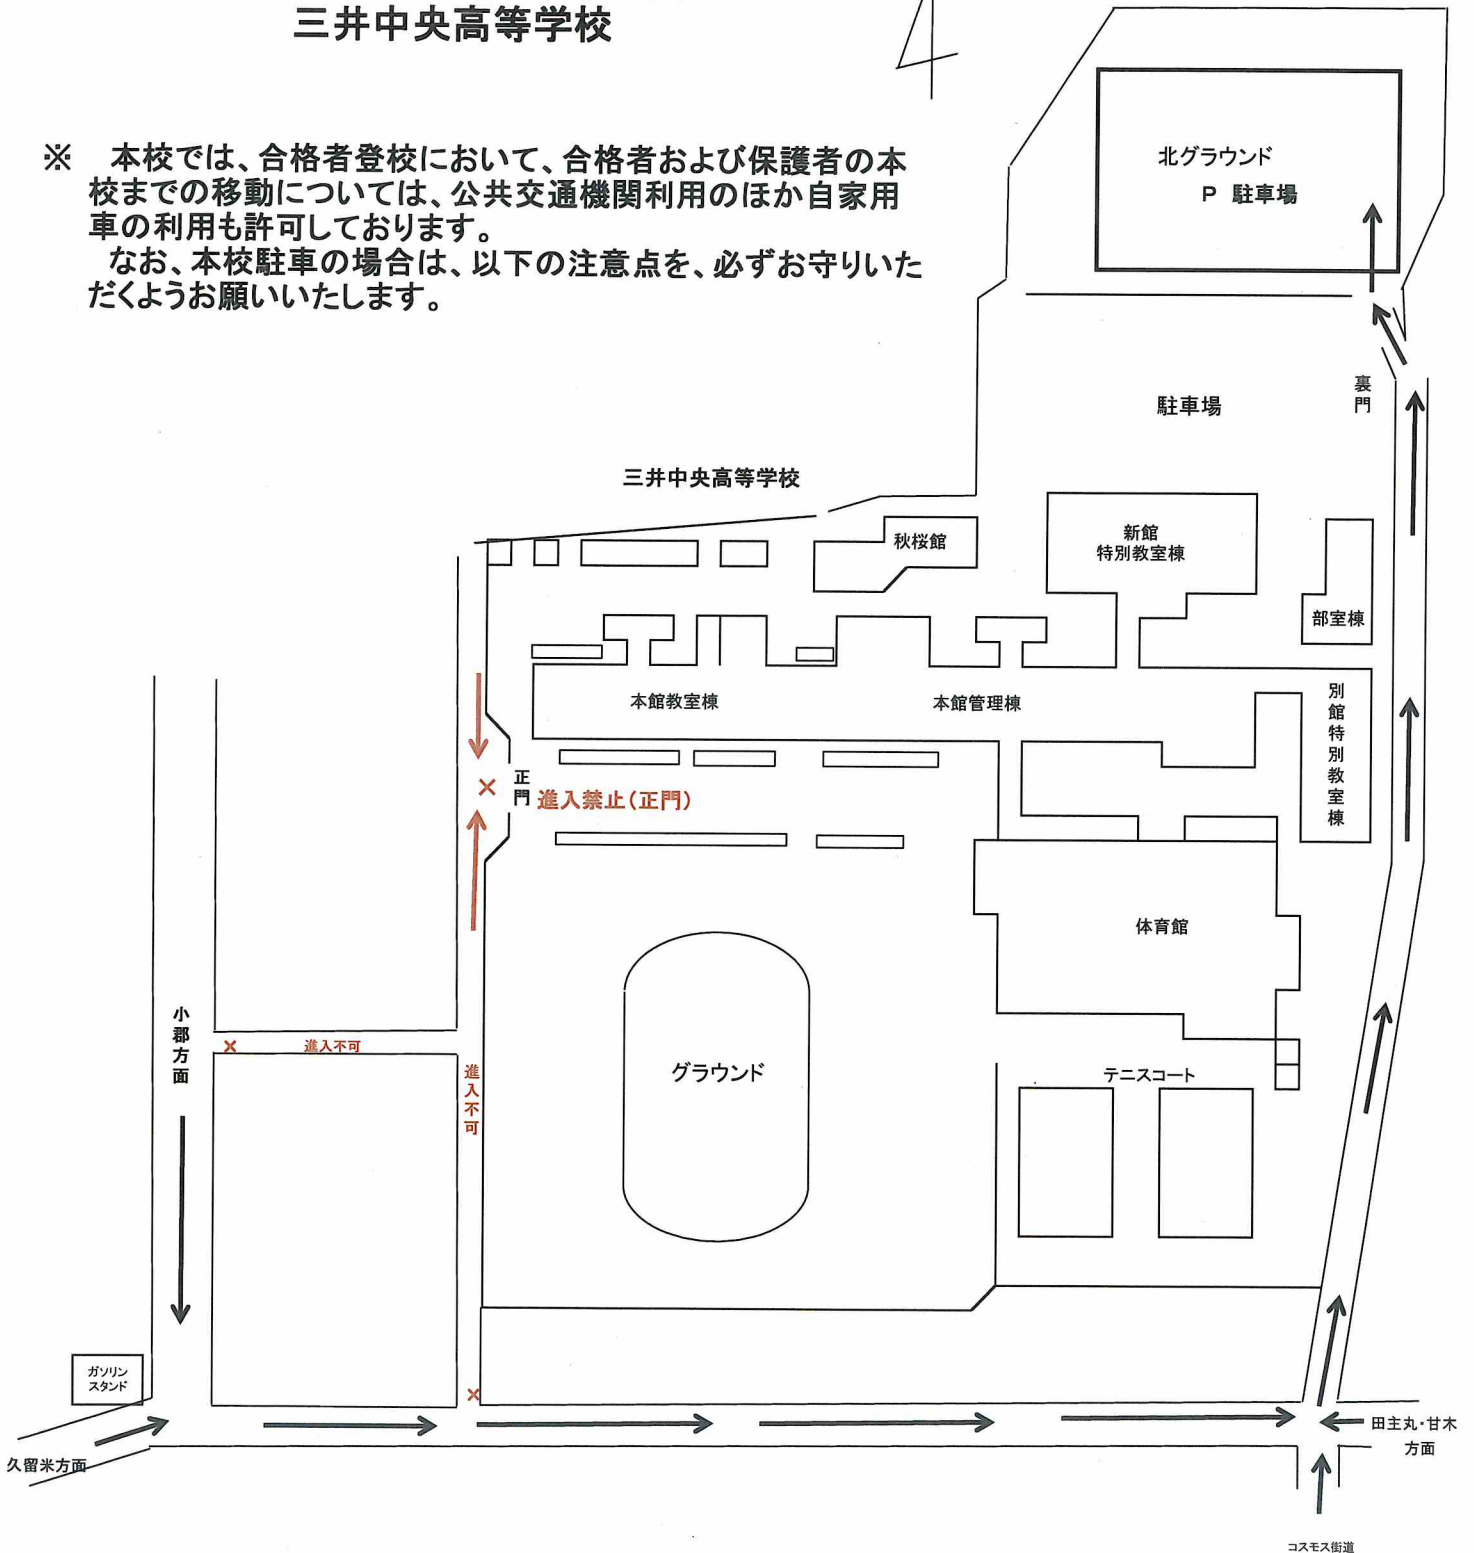 三井中央高等学校
※ 本校では、合格者登校において、合格者および保護者の本
校までの移動については、公共交通機関利用のほか自家用
車の利用も許可しております。
なお、本校駐車の場合は、以下の注意点を、必ずお守りいた
だくようお願いいたします。
北グラウンド
P 駐車場
裏門
駐車場
三井中央高等学校
秋桜館
新館
特別教室棟
部室棟
本館教室棟
本館管理棟
別館特別教室棟
正門
×
進入禁止(正門)
体育館
小郡方面
×
進入不可
進入不可
グラウンド
テニスコート
ガソリン
スタンド
×
久留米方面
田主丸・甘木
方面
コスモス街道